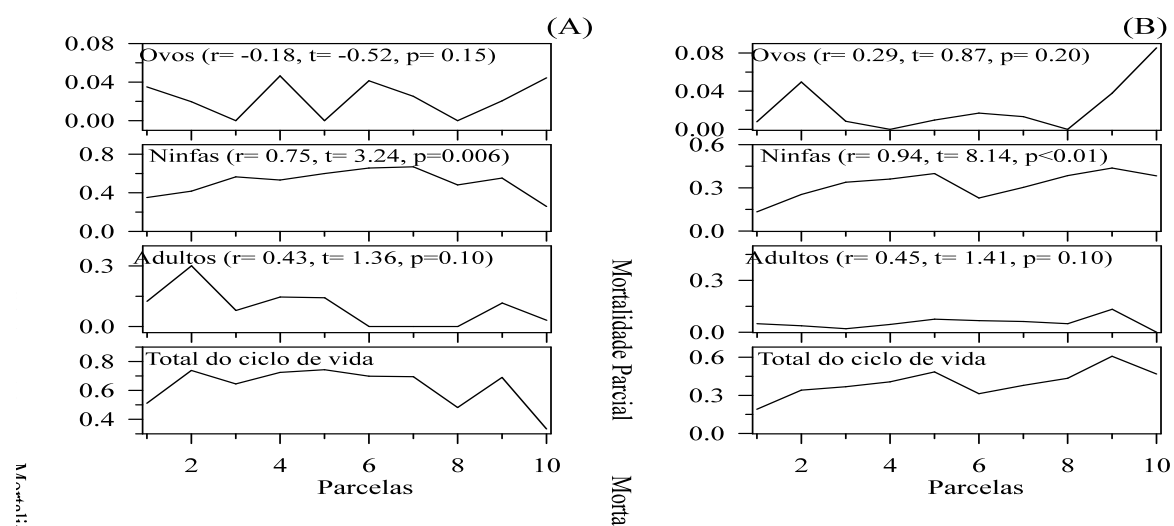 (A)
Ovos (r= -0.18, t= -0.52, p= 0.15)
0.08
0.04
0.00
Ninfas (r= 0.75, t= 3.24, p=0.006)
0.8
0.4
0.0
Adultos (r= 0.43, t= 1.36, p=0.10)
0.3
0.0
Total do ciclo de vida
0.8
0.6
0.4
2 4 6 8 10
Parcelas
Mortalidade Parcial
(B)
Ovos (r= 0.29, t= 0.87, p= 0.20)
0.08
0.04
0.00
Ninfas (r= 0.94, t= 8.14, p<0.01)
0.6
0.3
0.0
Adultos (r= 0.45, t= 1.41, p= 0.10)
0.3
0.0
Total do ciclo de vida
0.6
0.3
0.0
2 4 6 8 10
Parcelas
Morta